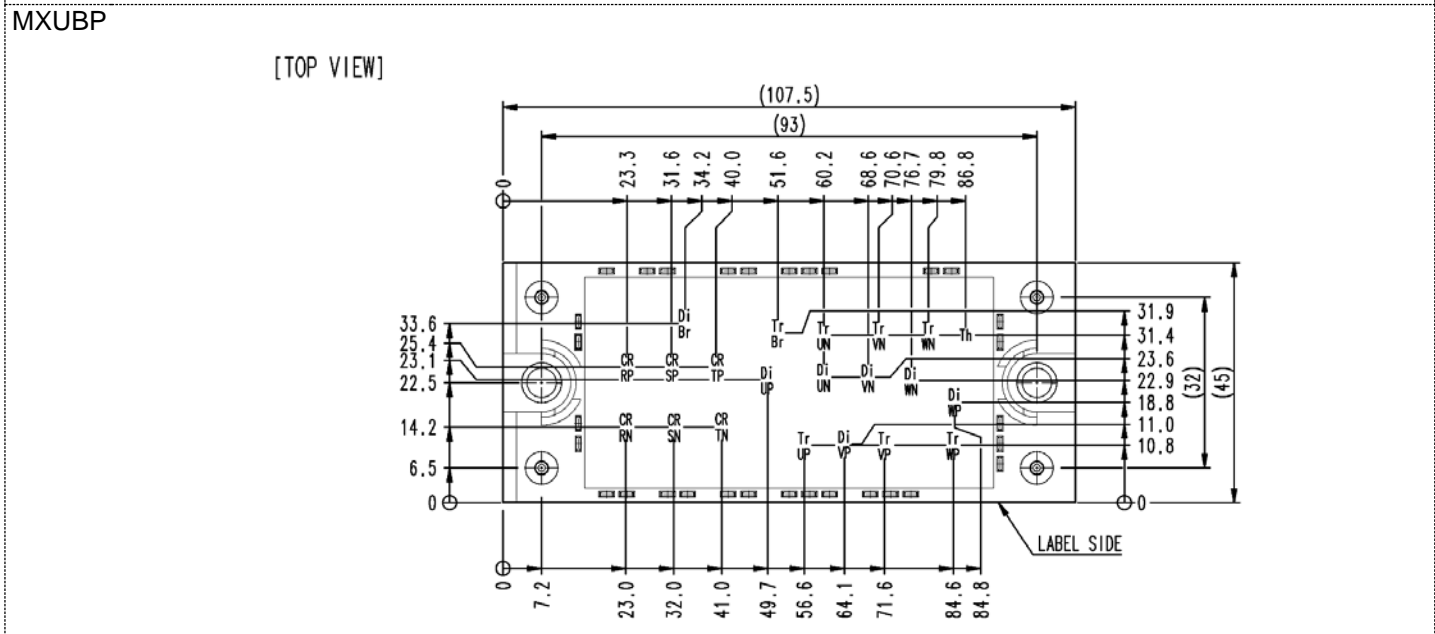 MXUBP
[TOP VIEW]
(107.5)
(93)
0 23.3 31.6 34.2 40.0 51.6 60.2 68.6 70.6 76.7 79.8 86.8
33.6
25.4
23.1
22.5
14.2
6.5
0
Di Br
Tr Br
Tr UN
Tr VN
Tr WN
Th
CR RP
CR SP
CR TP
Di UP
Di UN
Di VN
Di WN
Di WP
CR RN
CR SN
CR TN
Tr UP
Di VP
Tr VP
Tr WP
31.9
31.4
23.6
22.9
18.8
11.0
10.8
0
(32)
(45)
LABEL SIDE
0 7.2 23.0 32.0 41.0 49.7 56.6 64.1 71.6 84.6 84.8